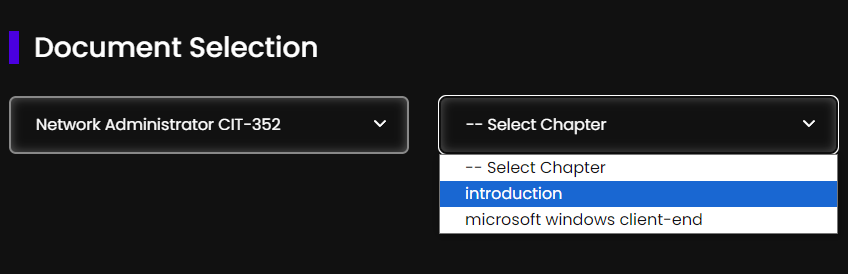 Document Selection
Network Administrator CIT-352
-- Select Chapter
-- Select Chapter
introduction
microsoft windows client-end